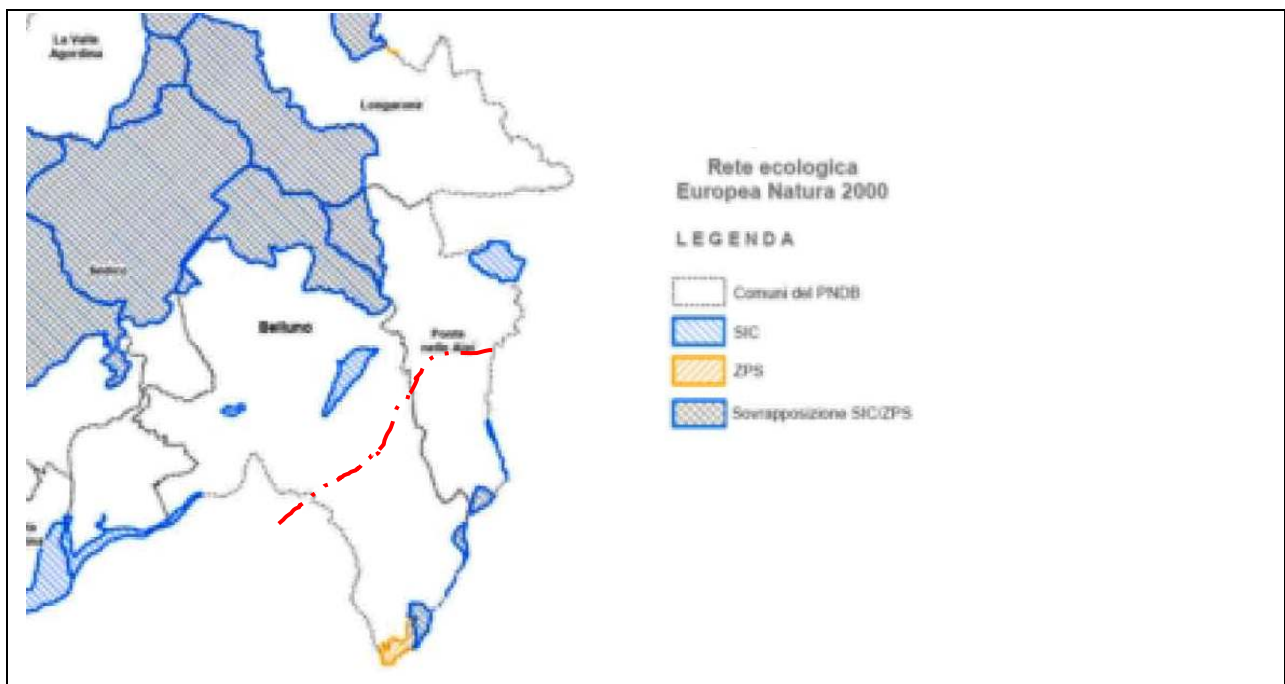 La Valle
Agordina
Longarone
Sedico
Belluno
Ponte
nelle Alpi
Rete ecologica
Europea Natura 2000
LEGENDA
Comuni del PNDB
SIC
ZPS
Sovrapposizione SIC/ZPS